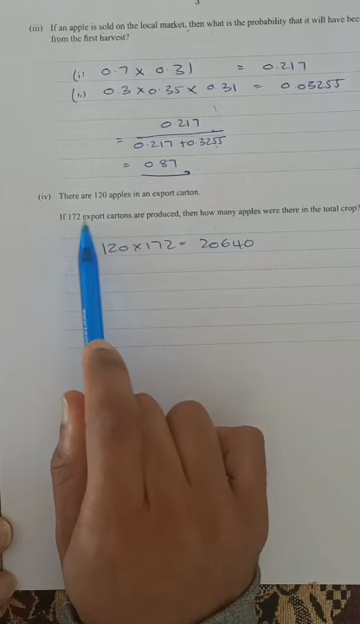 3
(iii) If an apple is sold on the local market, then what is the probability that it will have been
from the first harvest?
(i) 0.7 × 0.31 = 0.217
(ii) 0.3 × 0.35 × 0.31 = 0.03255
0.217
= 0.217 + 0.3255
= 0.87
(iv) There are 120 apples in an export carton.
If 172 export cartons are produced, then how many apples were there in the total crop?
120 × 172 = 20640